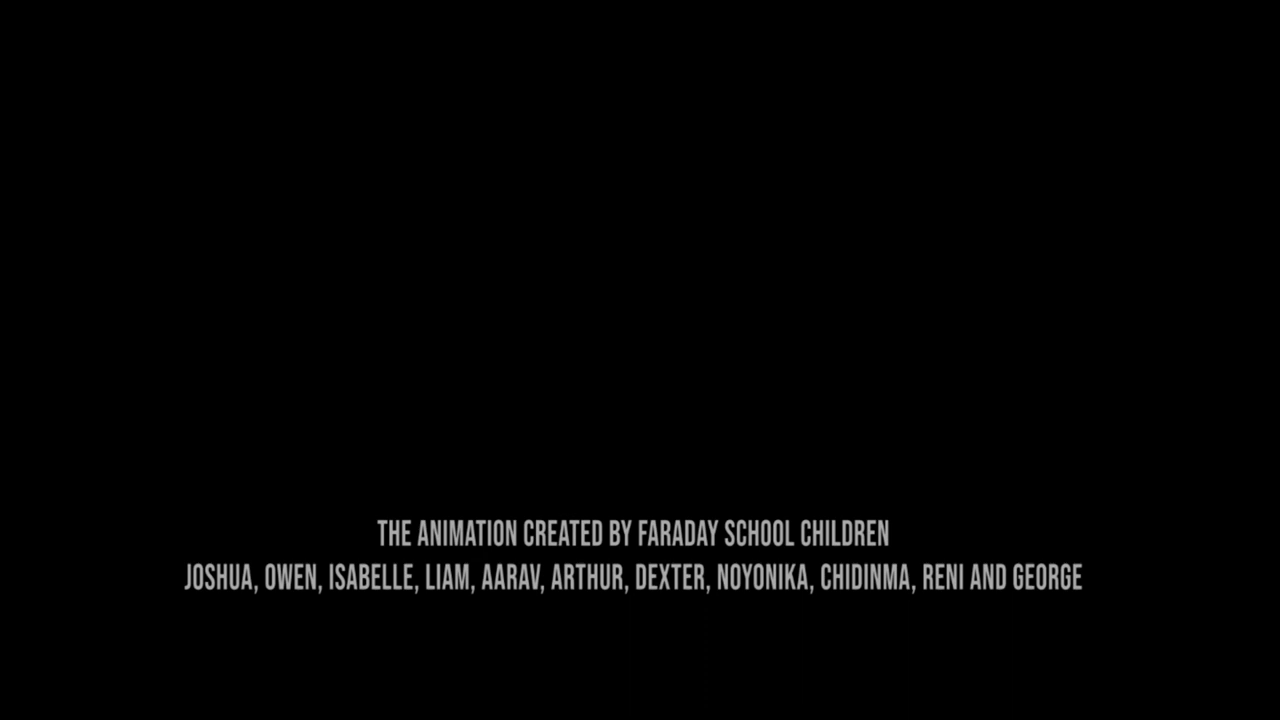 THE ANIMATION CREATED BY FARADAY SCHOOL CHILDREN
JOSHUA, OWEN, ISABELLE, LIAM, AARAV, ARTHUR, DEXTER, NOYONIKA, CHIDINMA, RENI AND GEORGE